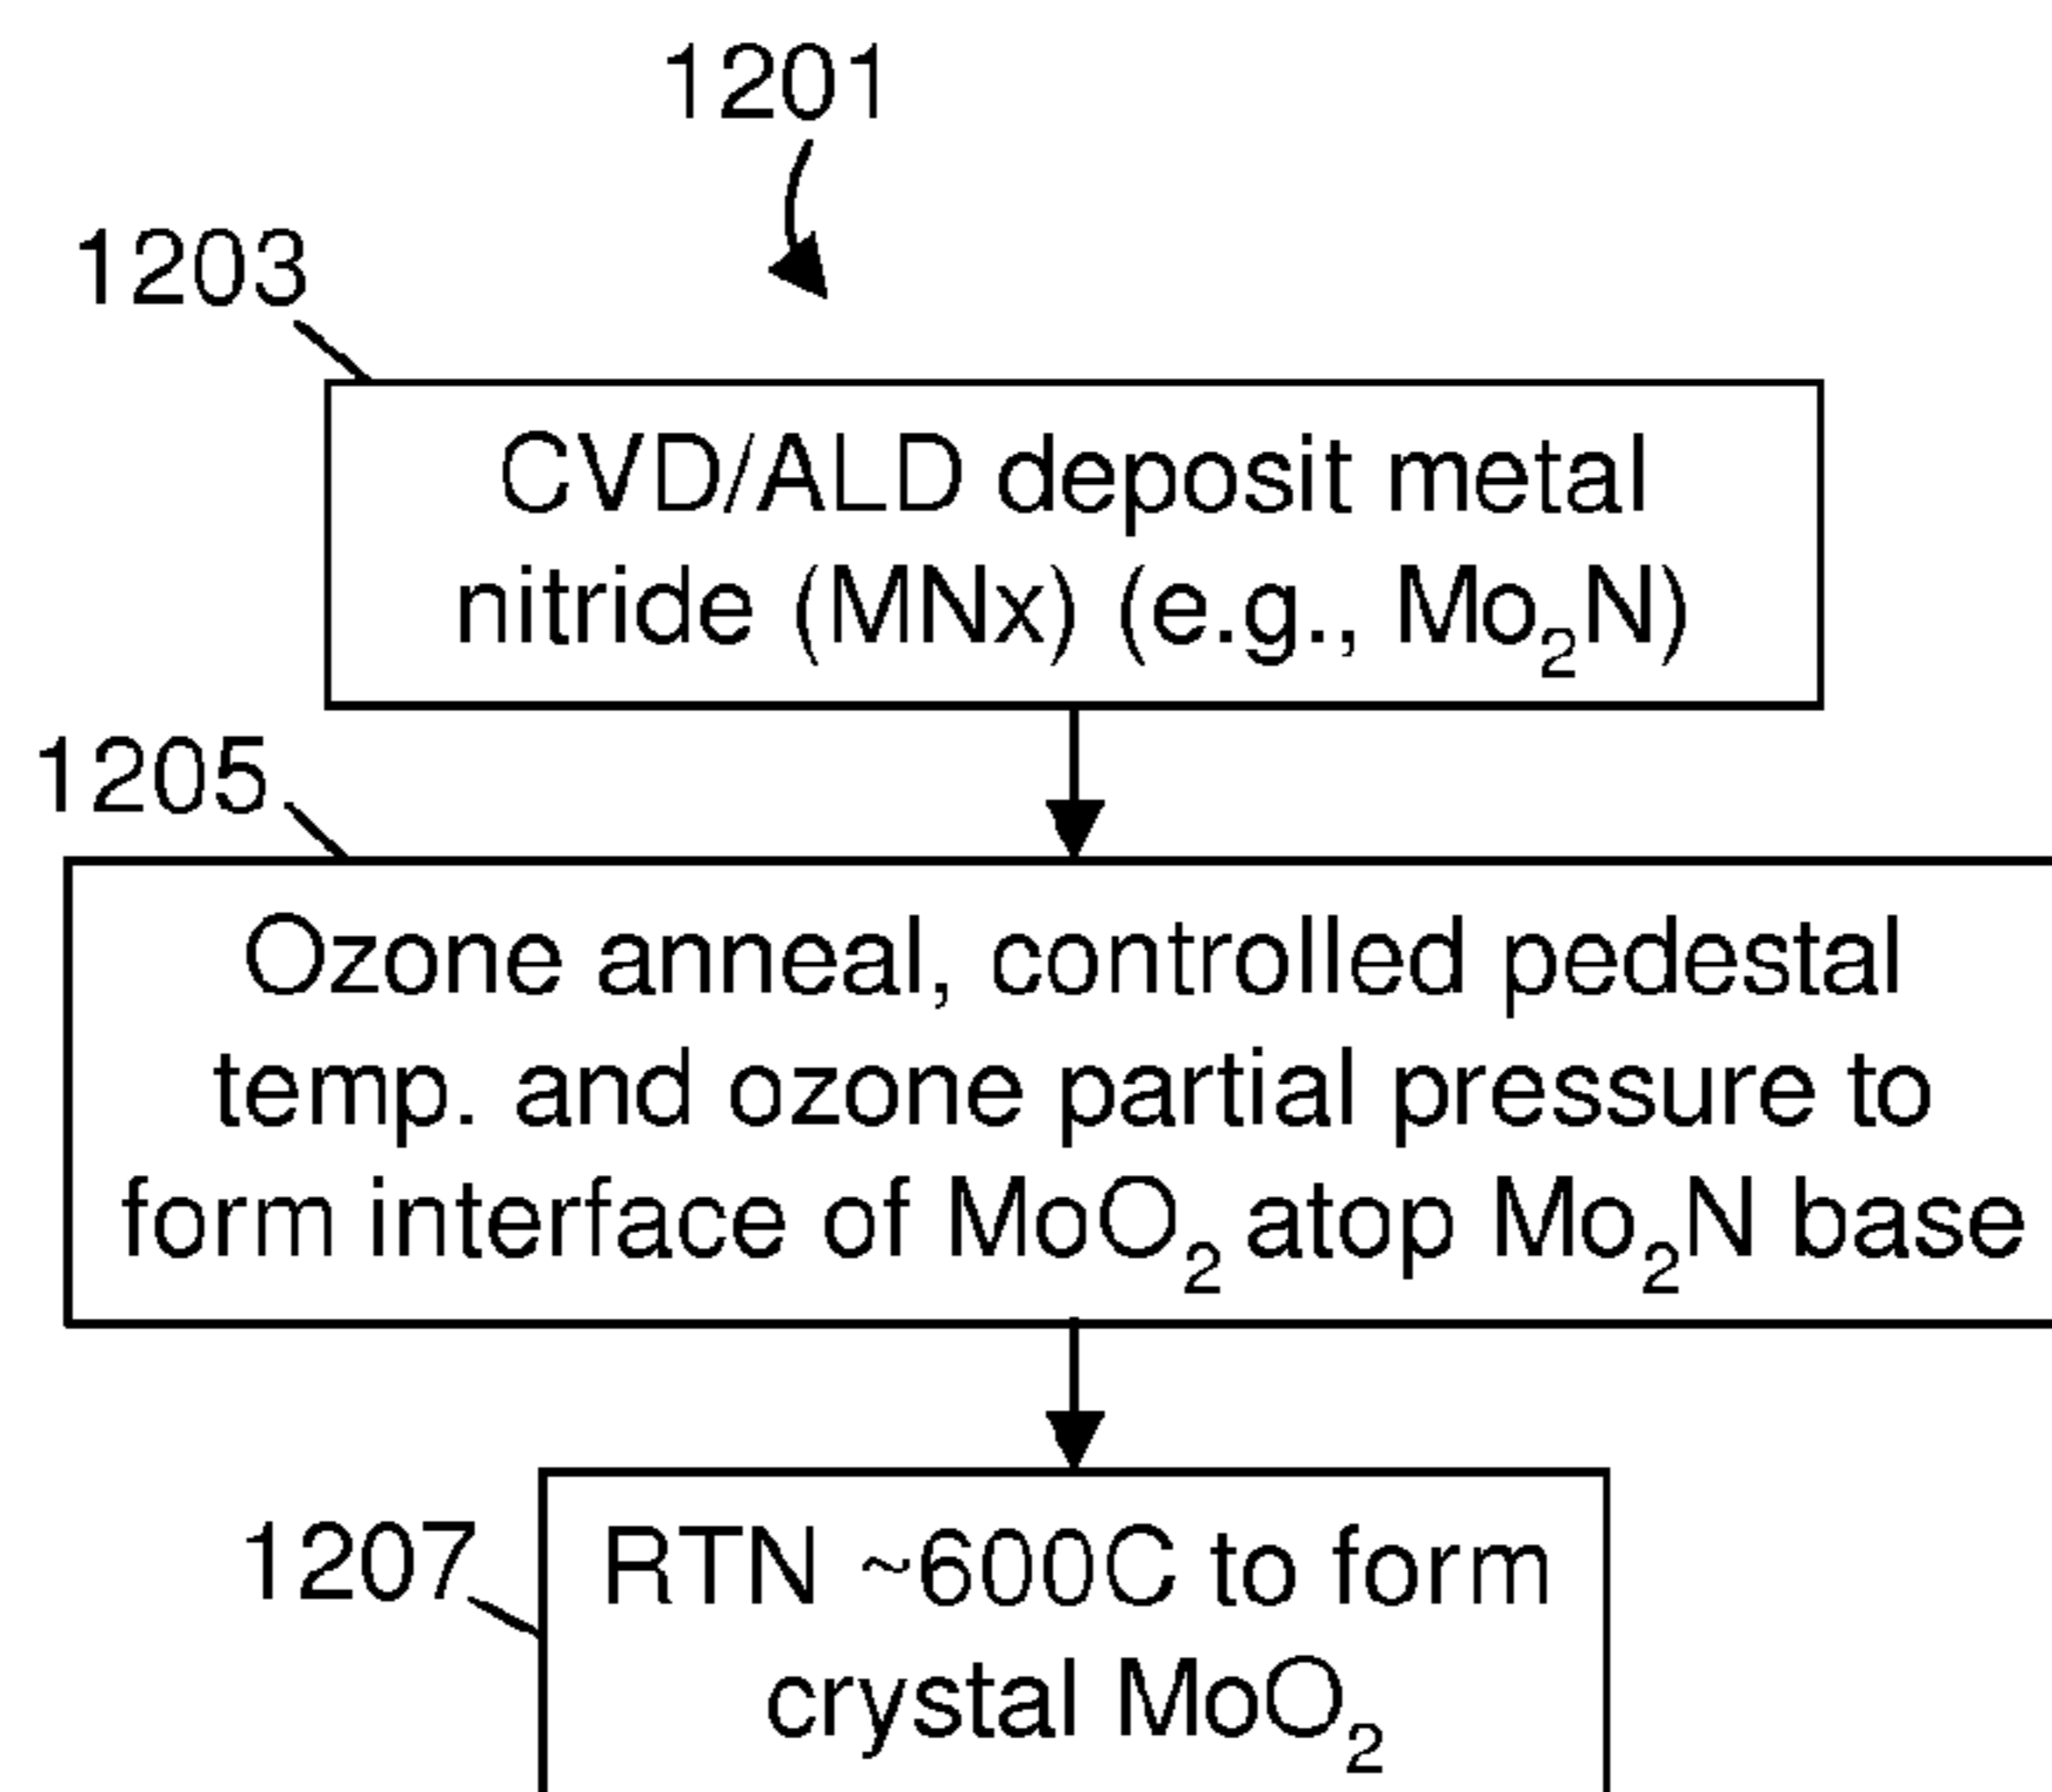 1201
1203
CVD/ALD deposit metal
nitride (MNx) (e.g., Mo₂N)
1205
Ozone anneal, controlled pedestal
temp. and ozone partial pressure to
form interface of MoO₂ atop Mo₂N base
1207
RTN ~600C to form
crystal MoO₂